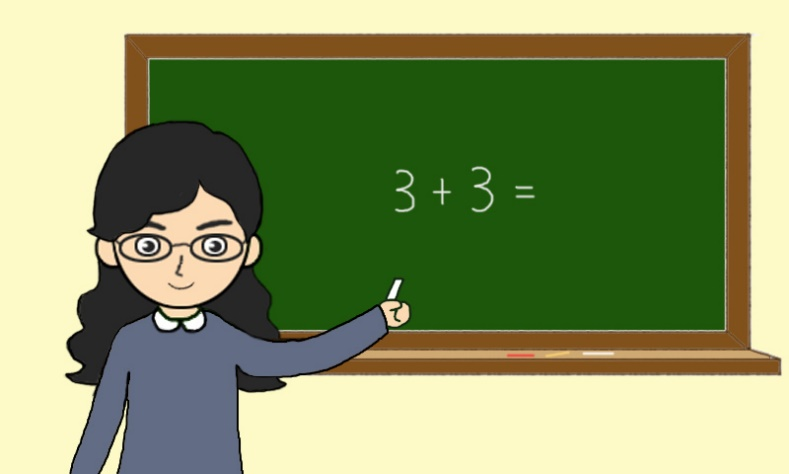 3 + 3 =